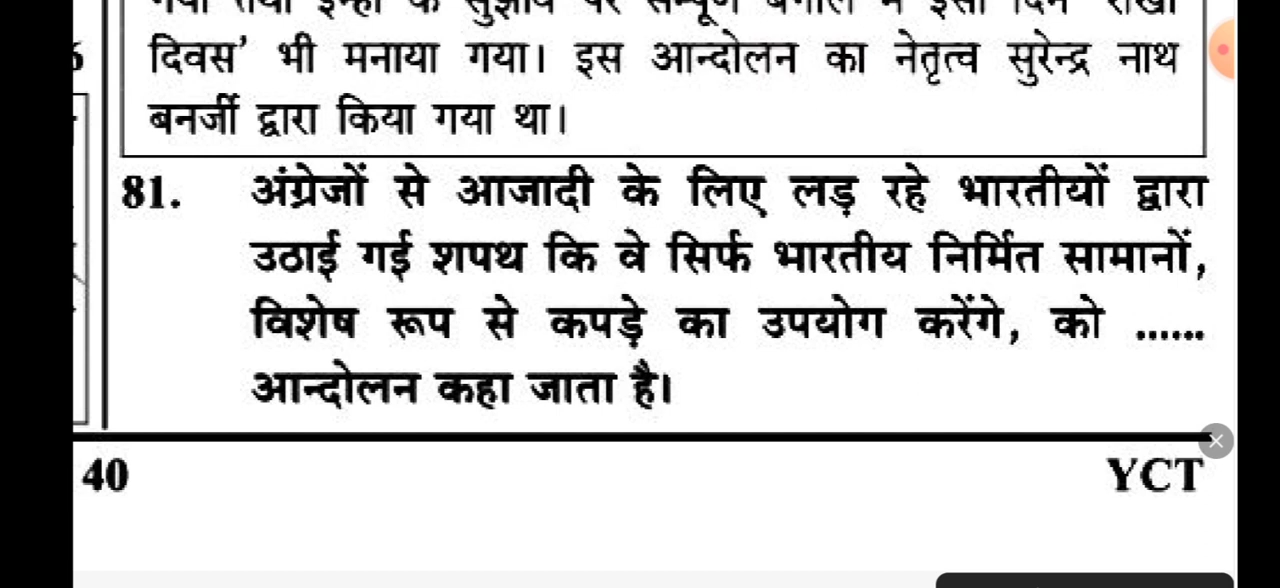 दिवस’ भी मनाया गया। इस आन्दोलन का नेतृत्व सुरेन्द्र नाथ
बनर्जी द्वारा किया गया था।
81. अंग्रेजों से आजादी के लिए लड़ रहे भारतीयों द्वारा
उठाई गई शपथ कि वे सिर्फ भारतीय निर्मित सामानों,
विशेष रूप से कपड़े का उपयोग करेंगे, को ......
आन्दोलन कहा जाता है।
40 YCT